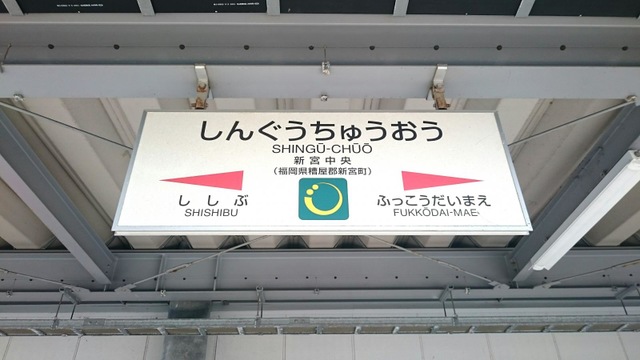 しんぐうちゅうおう
SHINGŪ-CHŪŌ
新宮中央
(福岡県糟屋郡新宮町)
ししぶ
SHISHIBU
ふっこうだいまえ
FUKKŌDAI-MAE